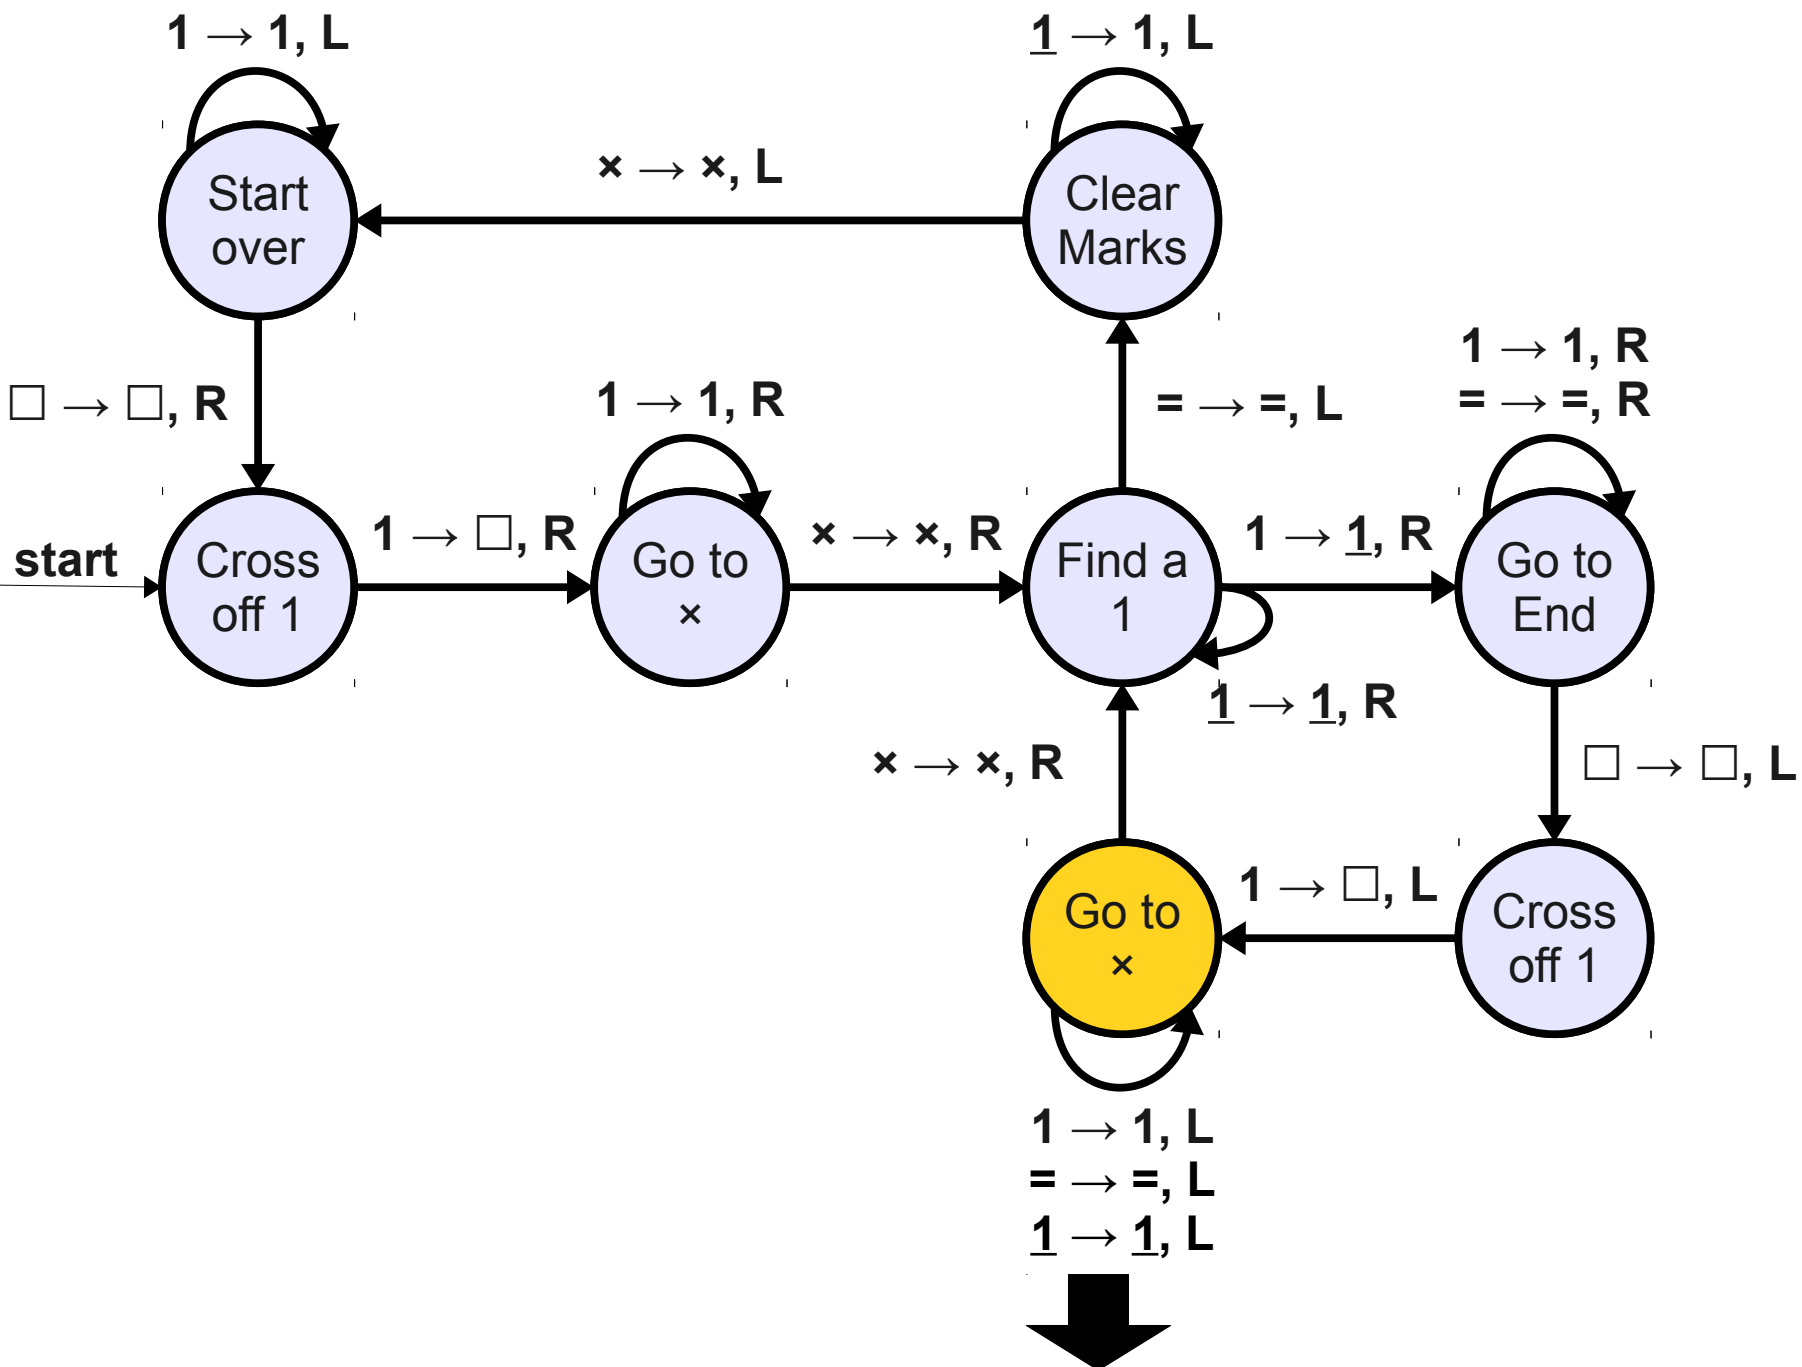 1 → 1, L
1 → 1, L
Start
over
× → ×, L
Clear
Marks
□ → □, R
1 → 1, R
= → =, L
1 → 1, R
= → =, R
start
Cross
off 1
1 → □, R
Go to
×
× → ×, R
Find a
1
1 → 1, R
Go to
End
1 → 1, R
× → ×, R
□ → □, L
Go to
×
1 → □, L
Cross
off 1
1 → 1, L
= → =, L
1 → 1, L